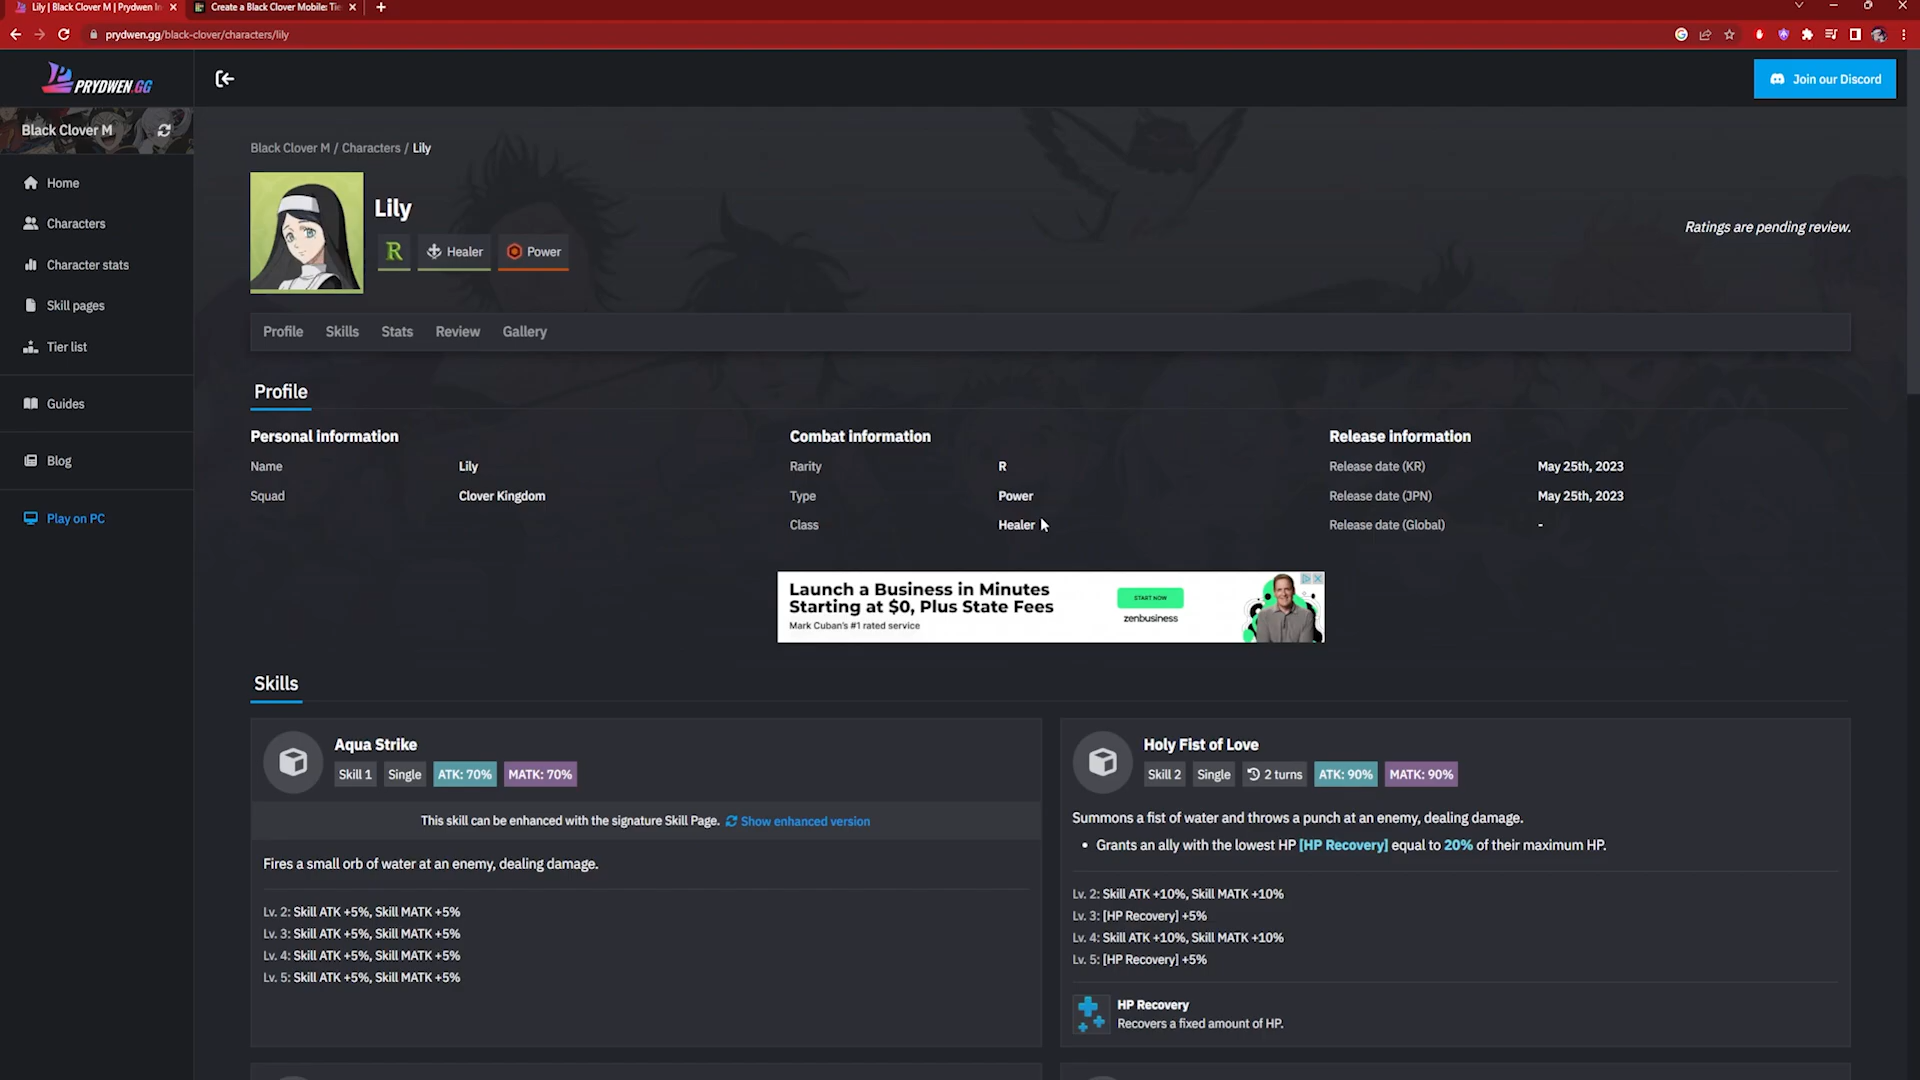 Lily | Black Clover M | Prydwen In
Create a Black Clover Mobile: Tie
prydwen.gg/black-clover/characters/lily
PRYDWEN.GG
Join our Discord
Black Clover M
Home
Characters
Character stats
Skill pages
Tier list
Guides
Blog
Play on PC
Black Clover M / Characters / Lily
Lily
R
Healer
Power
Ratings are pending review.
Profile
Skills
Stats
Review
Gallery
Profile
Personal information
Name Lily
Squad Clover Kingdom
Combat information
Rarity R
Type Power
Class Healer
Release information
Release date (KR) May 25th, 2023
Release date (JPN) May 25th, 2023
Release date (Global) -
Launch a Business in Minutes
Starting at $0, Plus State Fees
Mark Cuban's #1 rated service
START NOW
zenbusiness
Skills
Aqua Strike
Skill 1 Single ATK: 70% MATK: 70%
This skill can be enhanced with the signature Skill Page. Show enhanced version
Fires a small orb of water at an enemy, dealing damage.
Lv. 2: Skill ATK +5%, Skill MATK +5%
Lv. 3: Skill ATK +5%, Skill MATK +5%
Lv. 4: Skill ATK +5%, Skill MATK +5%
Lv. 5: Skill ATK +5%, Skill MATK +5%
Holy Fist of Love
Skill 2 Single 2 turns ATK: 90% MATK: 90%
Summons a fist of water and throws a punch at an enemy, dealing damage.
• Grants an ally with the lowest HP [HP Recovery] equal to 20% of their maximum HP.
Lv. 2: Skill ATK +10%, Skill MATK +10%
Lv. 3: [HP Recovery] +5%
Lv. 4: Skill ATK +10%, Skill MATK +10%
Lv. 5: [HP Recovery] +5%
HP Recovery
Recovers a fixed amount of HP.